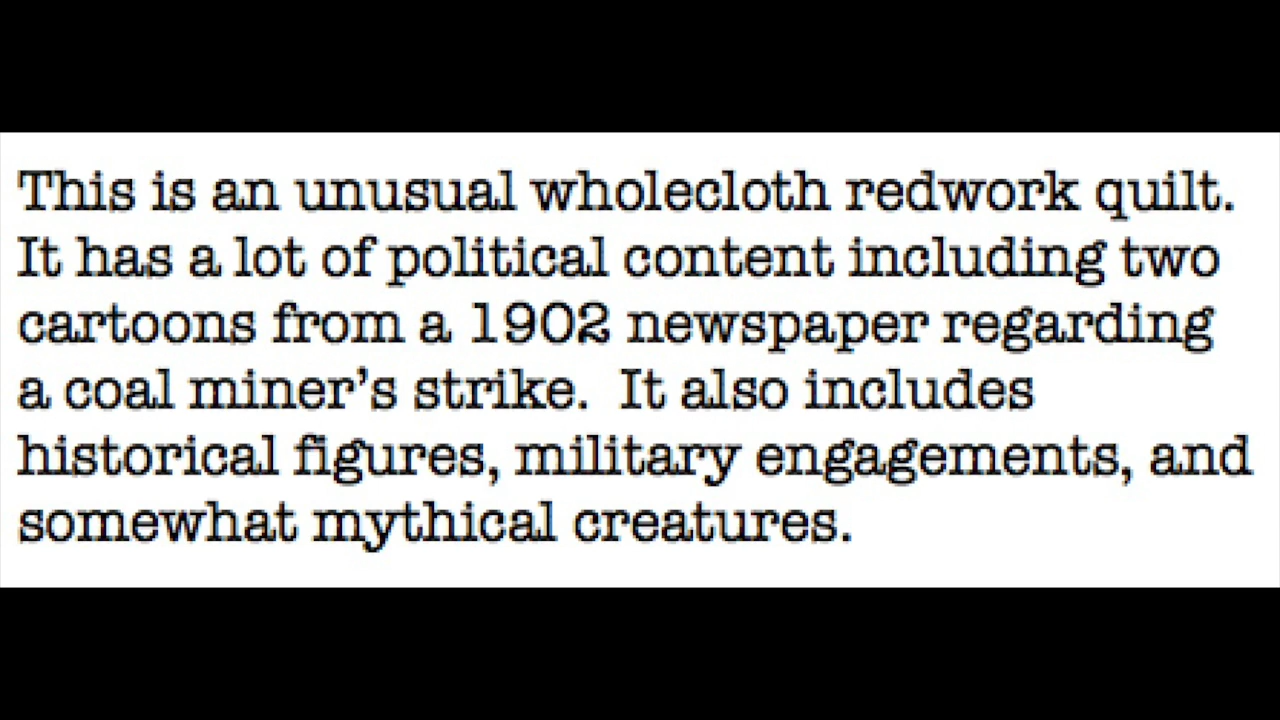 This is an unusual wholecloth redwork quilt.
It has a lot of political content including two
cartoons from a 1902 newspaper regarding
a coal miner’s strike.  It also includes
historical figures, military engagements, and
somewhat mythical creatures.